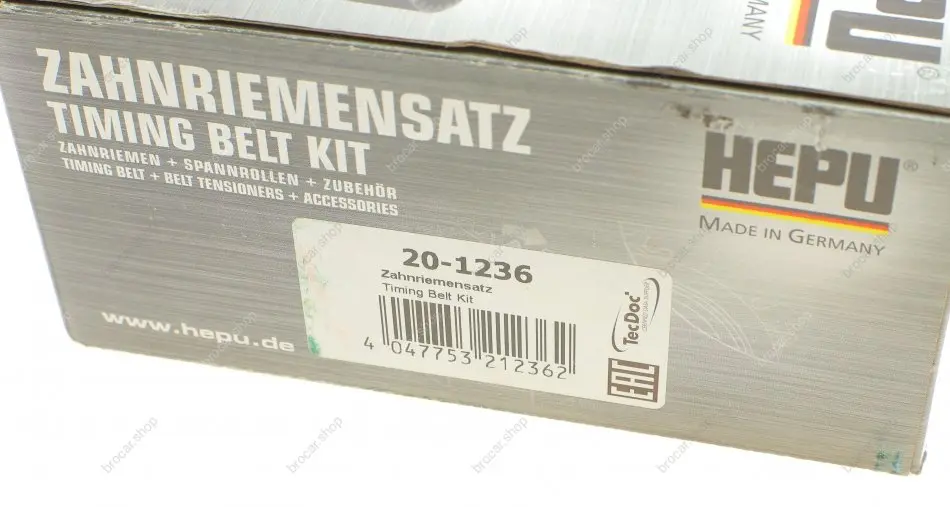 ZAHNRIEMENSATZ
TIMING BELT KIT
ZAHNRIEMEN + SPANNROLLEN + ZUBEHÖR
TIMING BELT + BELT TENSIONERS + ACCESSORIES
HEPU®
MADE IN GERMANY
20-1236
Zahnriemensatz
Timing Belt Kit
4 047753 212362
TecDoc
EAC
www.hepu.de
brocar.shop